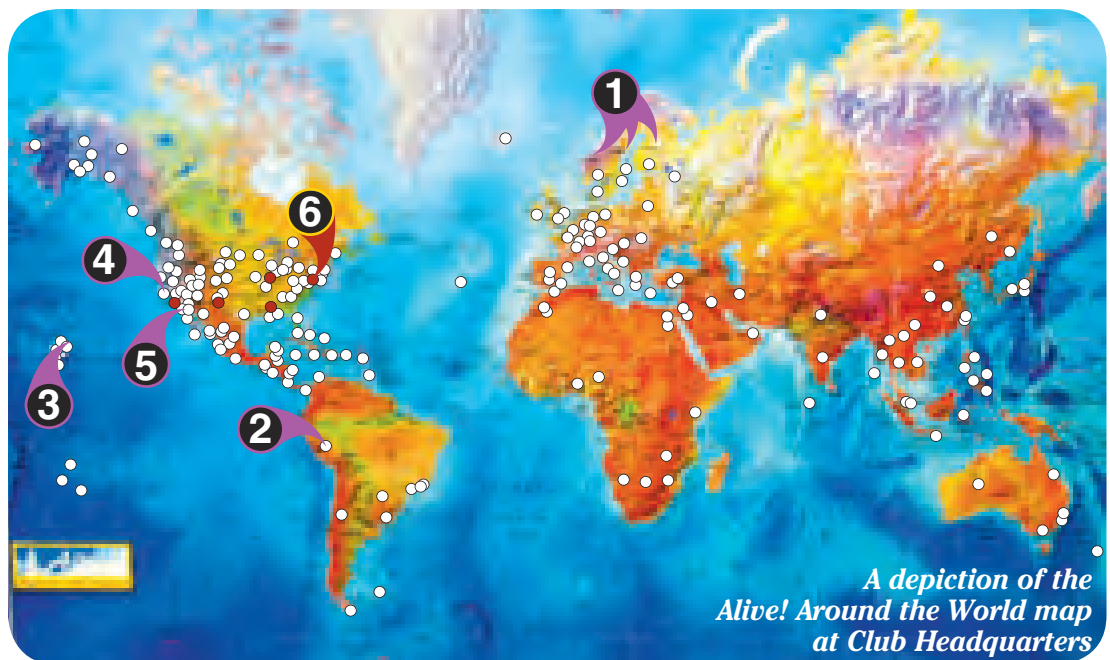 1
6
4
5
3
2
A depiction of the
Alive! Around the World map
at Club Headquarters